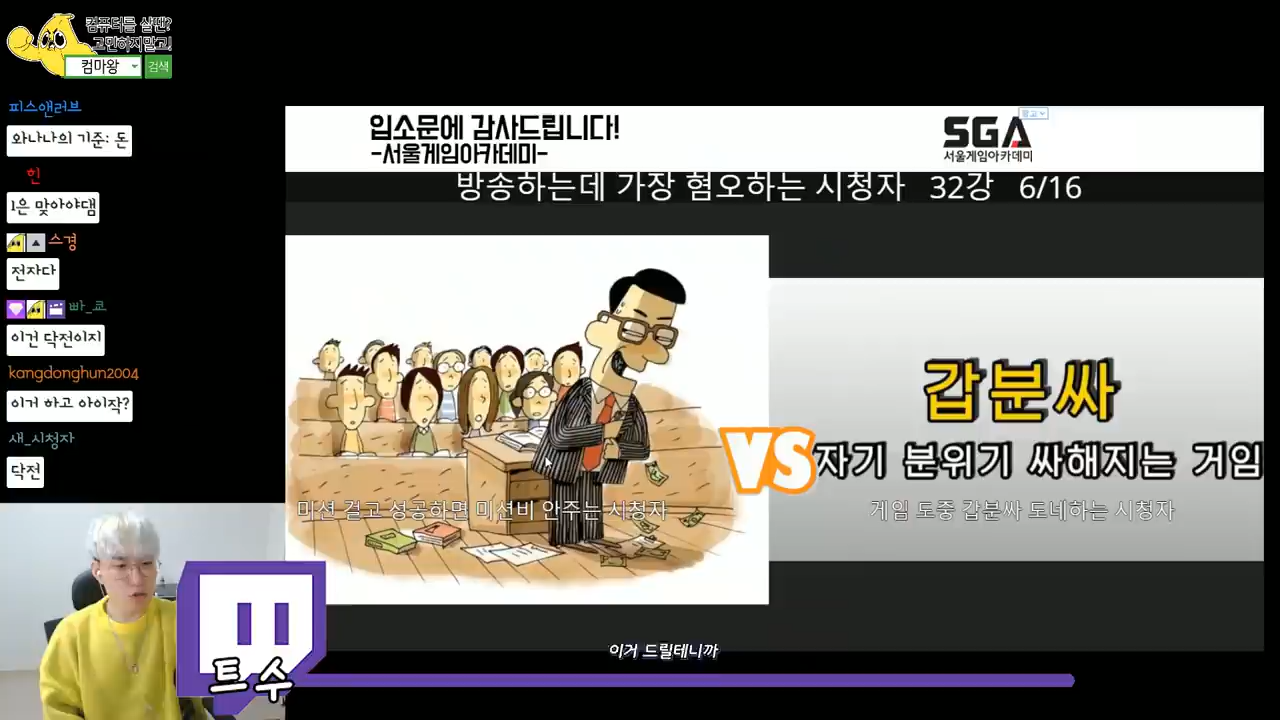 컴퓨터를 살땐?
고민하지말고!
컴마왕
검색
피스앤러브
와나나의 기준: 돈
힌
1은 맞아야댐
스경
전자다
빠_쿄
이건 닥전이지
kangdonghun2004
이거 하고 아이작?
새_시청자
닥전
입소문에 감사드립니다!
-서울게임아카데미-
SGA
서울게임아카데미
광고
방송하는데 가장 혐오하는 시청자 32강 6/16
미션 걸고 성공하면 미션비 안주는 시청자
VS
갑분싸
자기 분위기 싸해지는 거임
게임 도중 갑분싸 도네하는 시청자
이거 드릴테니까
트수